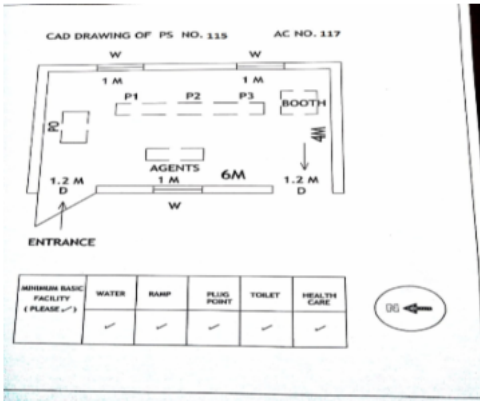 CAD DRAWING OF PS NO. 115 AC NO. 117
W W
1 M 1 M
P1 P2 P3
BOOTH
PO
4M
AGENTS
1.2 M 1 M 6M 1.2 M
D D
W
ENTRANCE
MINIMUM BASIC FACILITY ( PLEASE ✓ ) WATER RAMP PLUG POINT TOILET HEALTH CARE
✓ ✓ ✓ ✓ ✓